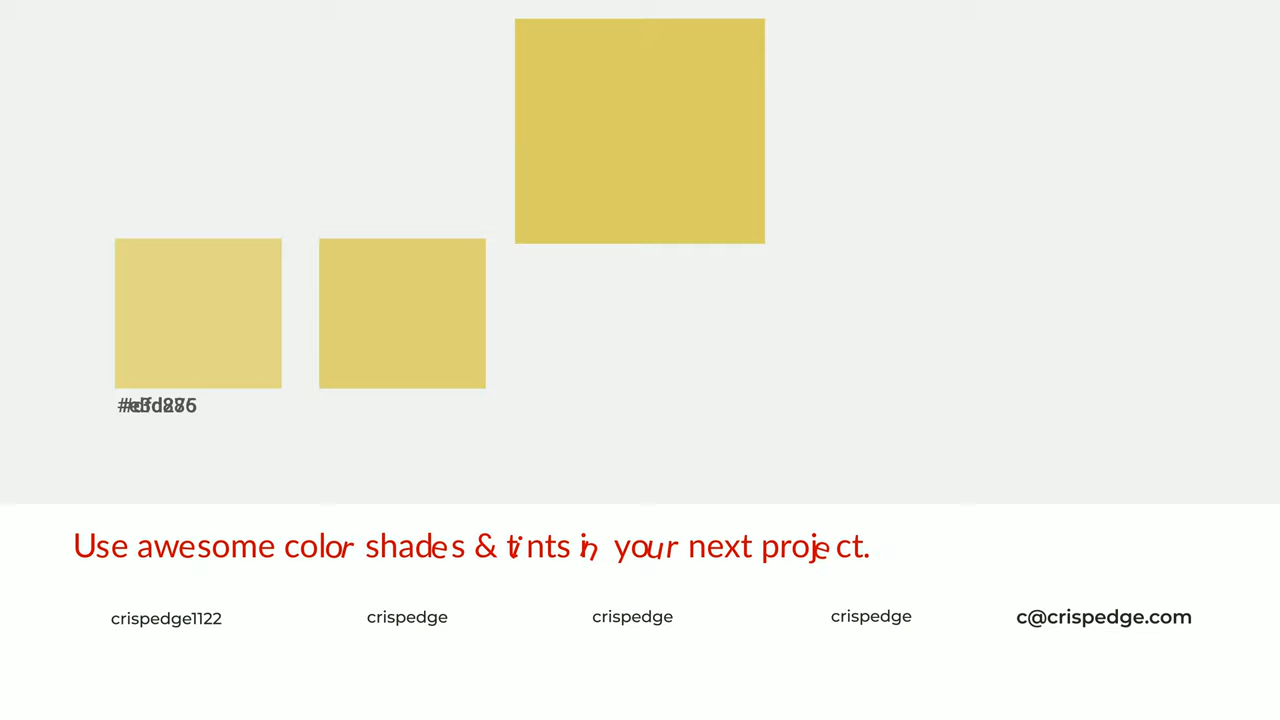 Use awesome color shades & tints in your next project.
crispedge1122 crispedge crispedge crispedge c@crispedge.com